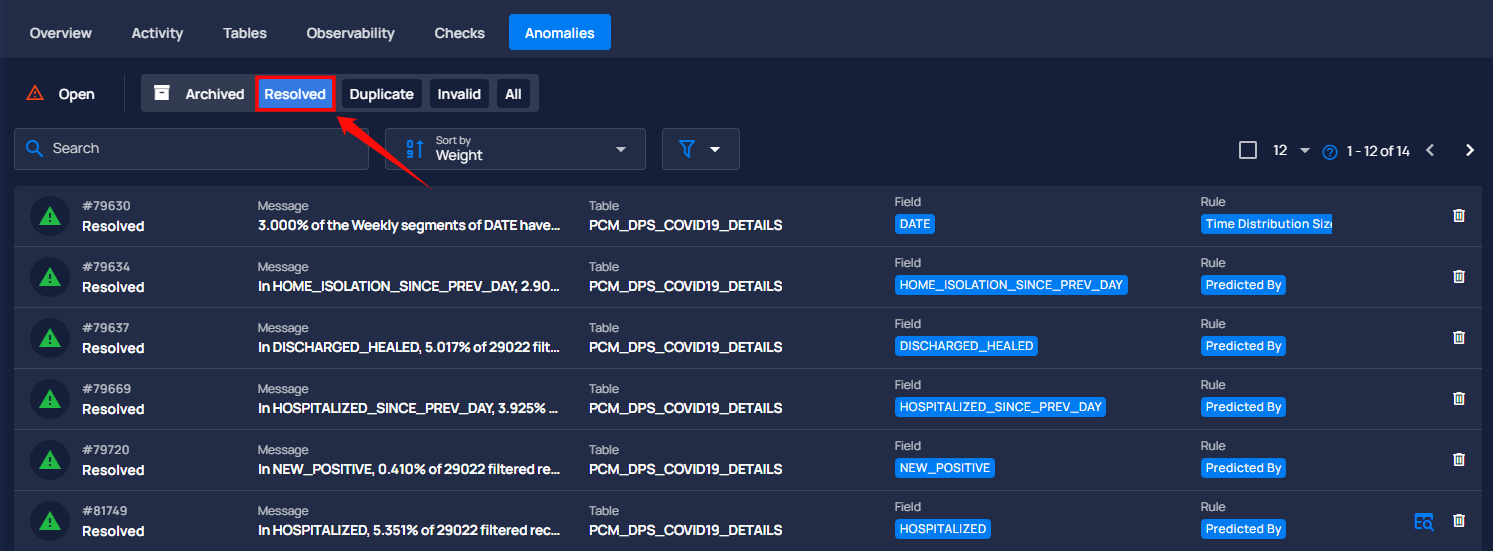 Overview Activity Tables Observability Checks Anomalies
Open Archived Resolved Duplicate Invalid All
Search Sort by Weight 12 1 - 12 of 14
#79630 Message Table Field Rule
Resolved 3.000% of the Weekly segments of DATE have... PCM_DPS_COVID19_DETAILS DATE Time Distribution Size
#79634 Message Table Field Rule
Resolved In HOME_ISOLATION_SINCE_PREV_DAY, 2.90... PCM_DPS_COVID19_DETAILS HOME_ISOLATION_SINCE_PREV_DAY Predicted By
#79637 Message Table Field Rule
Resolved In DISCHARGED_HEALED, 5.017% of 29022 filt... PCM_DPS_COVID19_DETAILS DISCHARGED_HEALED Predicted By
#79669 Message Table Field Rule
Resolved In HOSPITALIZED_SINCE_PREV_DAY, 3.925% ... PCM_DPS_COVID19_DETAILS HOSPITALIZED_SINCE_PREV_DAY Predicted By
#79720 Message Table Field Rule
Resolved In NEW_POSITIVE, 0.410% of 29022 filtered re... PCM_DPS_COVID19_DETAILS NEW_POSITIVE Predicted By
#81749 Message Table Field Rule
Resolved In HOSPITALIZED, 5.351% of 29022 filtered rec... PCM_DPS_COVID19_DETAILS HOSPITALIZED Predicted By